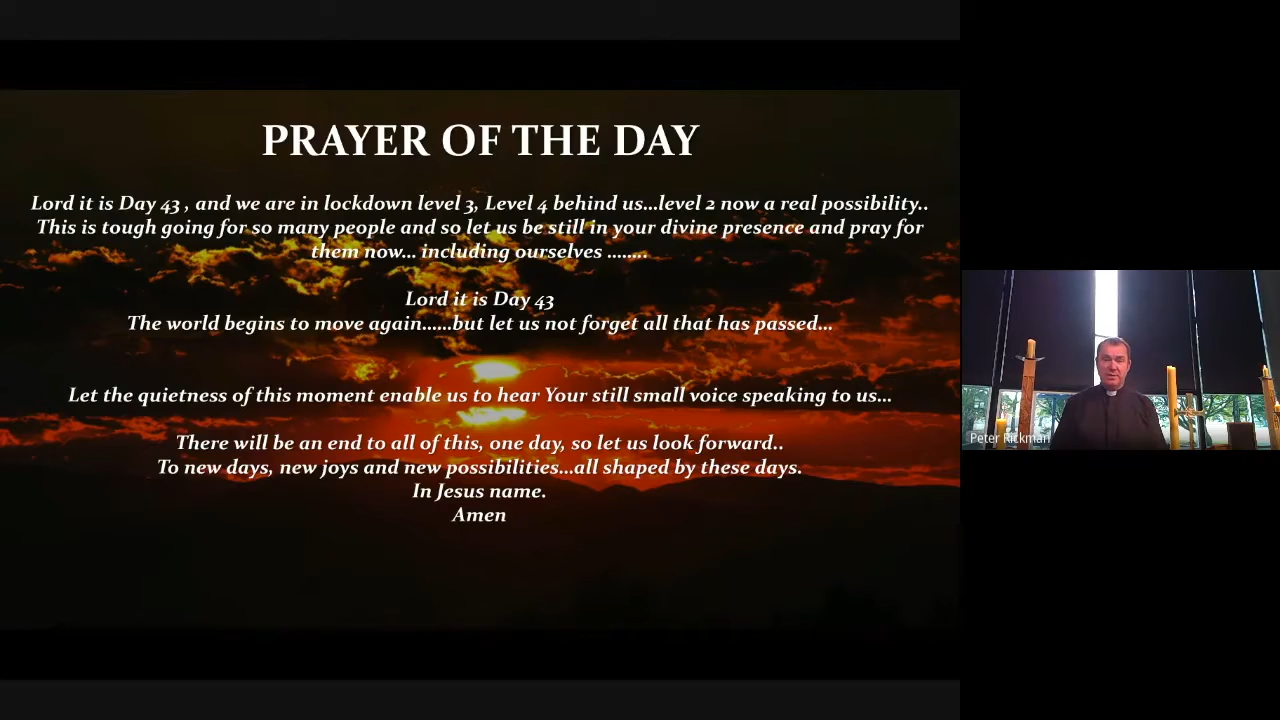 PRAYER OF THE DAY
Lord it is Day 43 , and we are in lockdown level 3, Level 4 behind us...level 2 now a real possibility..
This is tough going for so many people and so let us be still in your divine presence and pray for
them now... including ourselves ........
Lord it is Day 43
The world begins to move again......but let us not forget all that has passed...
Let the quietness of this moment enable us to hear Your still small voice speaking to us...
There will be an end to all of this, one day, so let us look forward..
To new days, new joys and new possibilities...all shaped by these days.
In Jesus name.
Amen
Peter Rickman